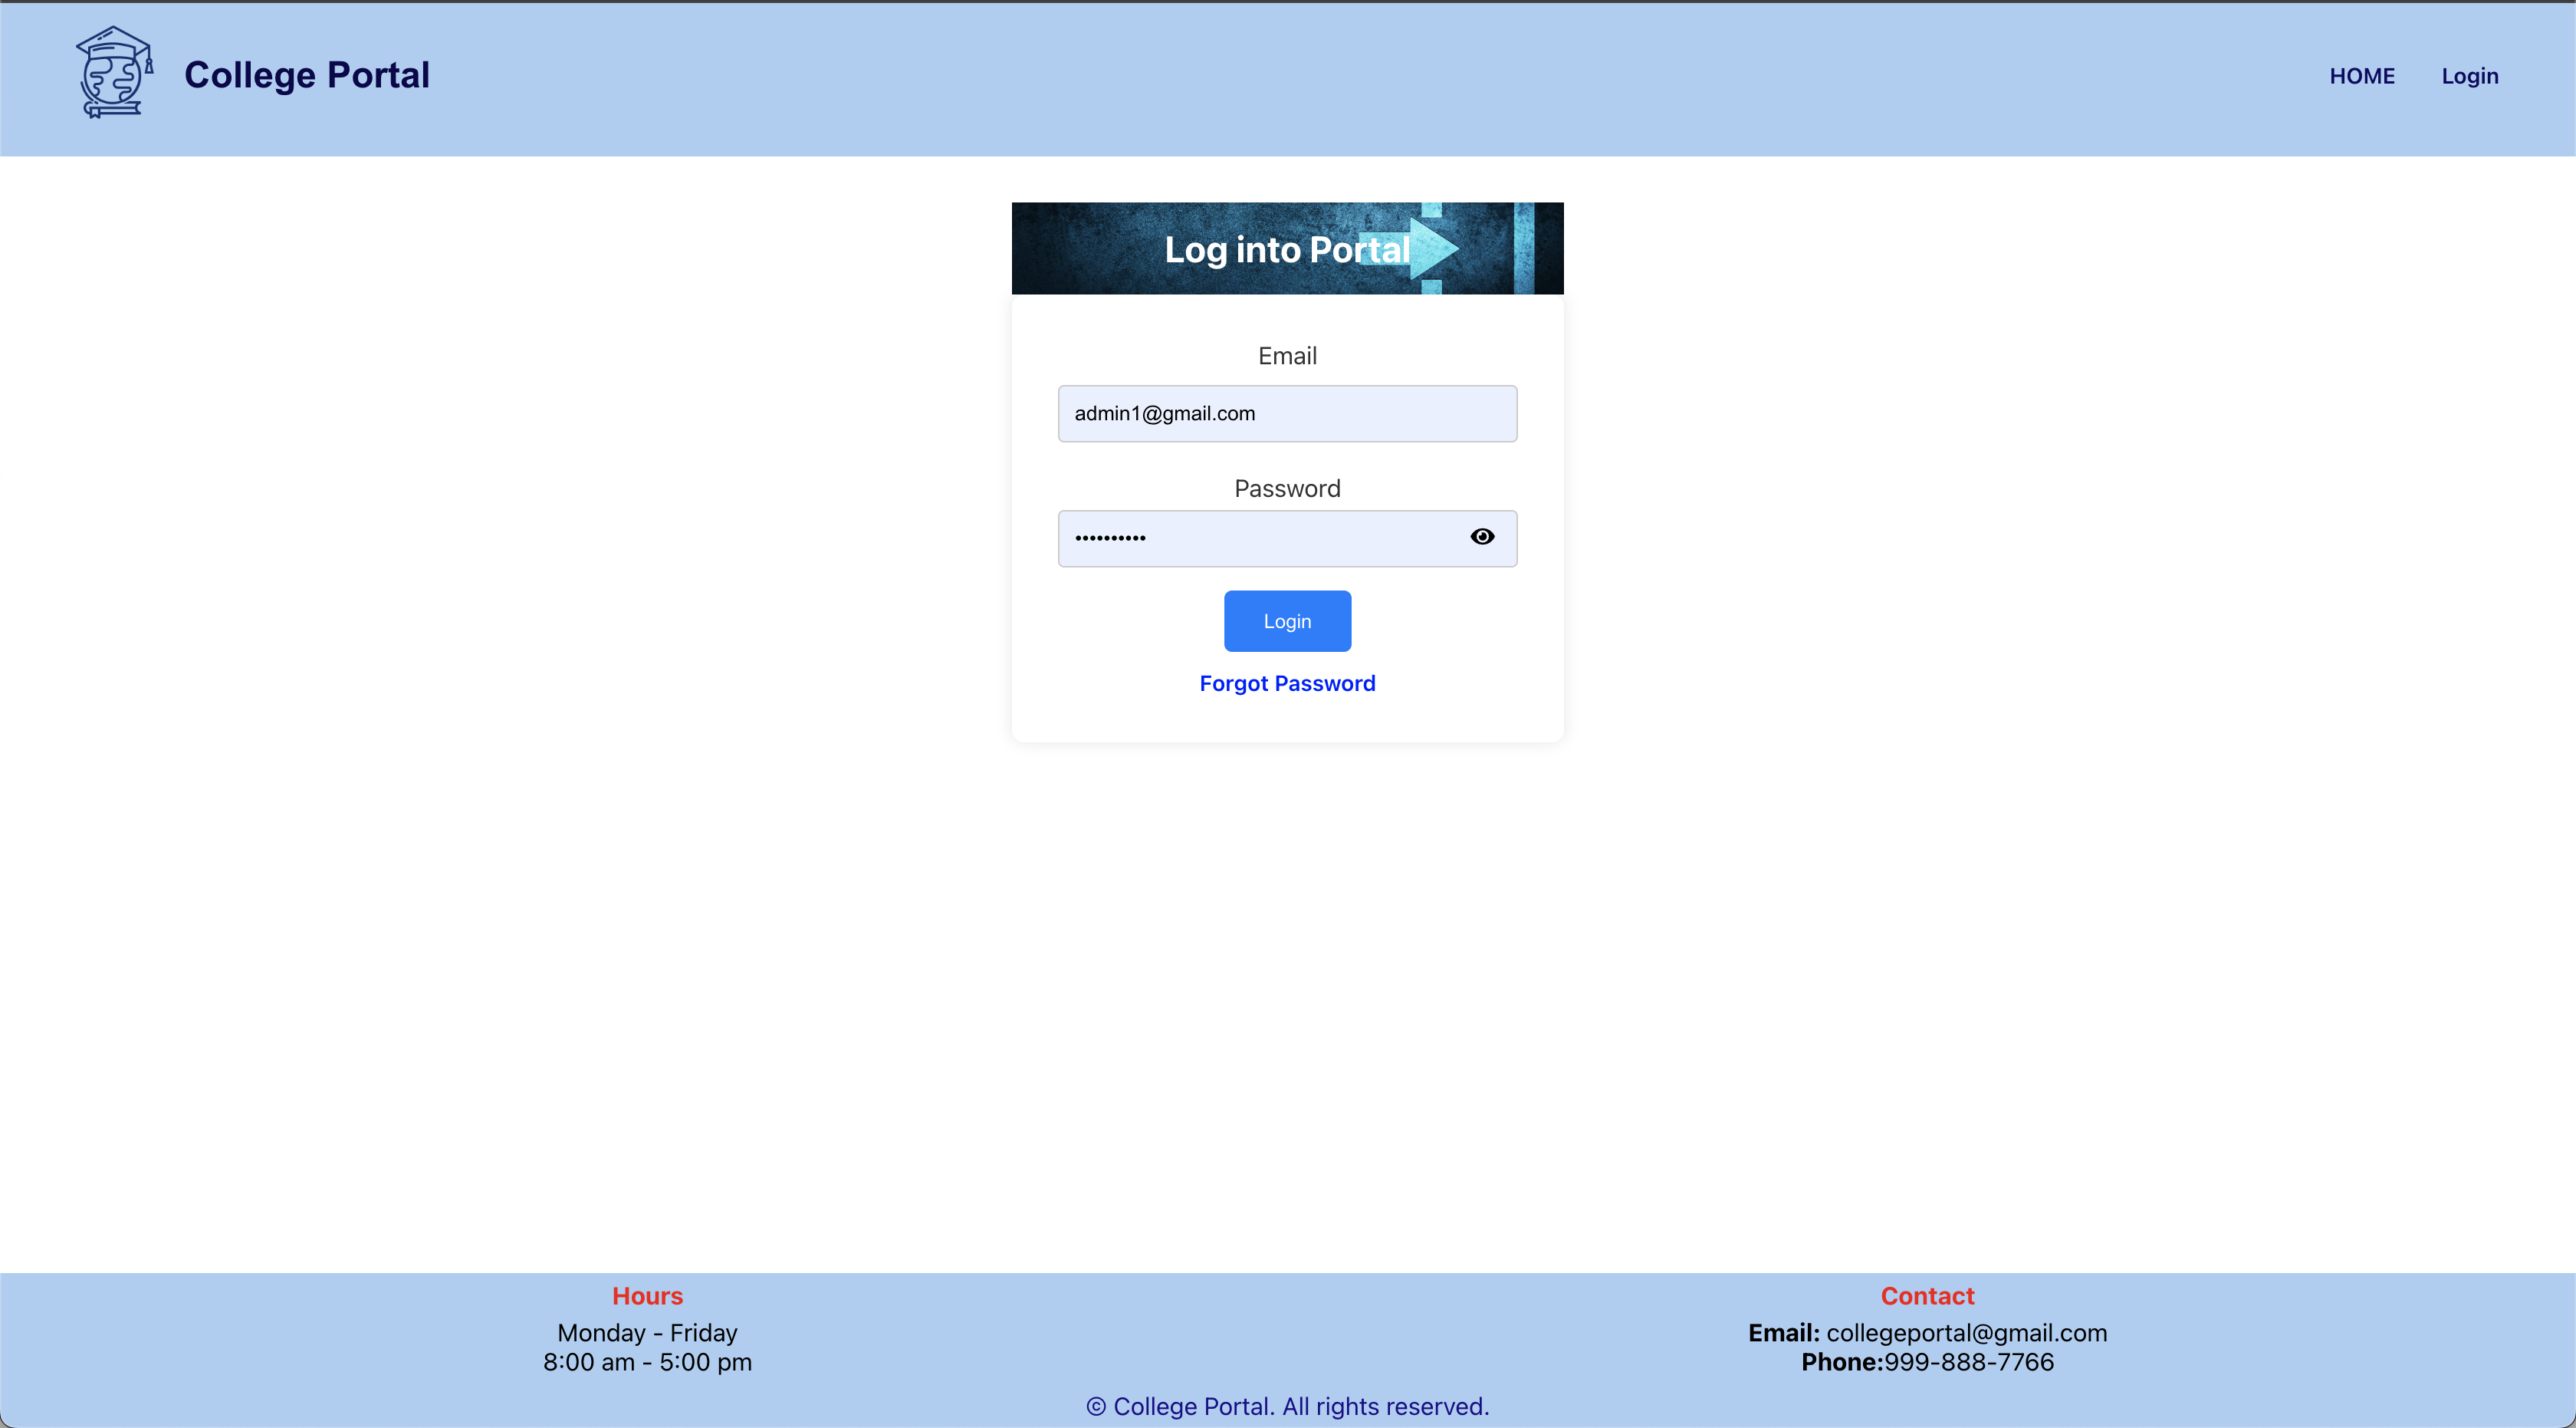 College Portal
HOME
Login
Log into Portal
Email
admin1@gmail.com
Password
••••••••••
Login
Forgot Password
Hours
Monday - Friday
8:00 am - 5:00 pm
Contact
Email: collegeportal@gmail.com
Phone:999-888-7766
© College Portal. All rights reserved.